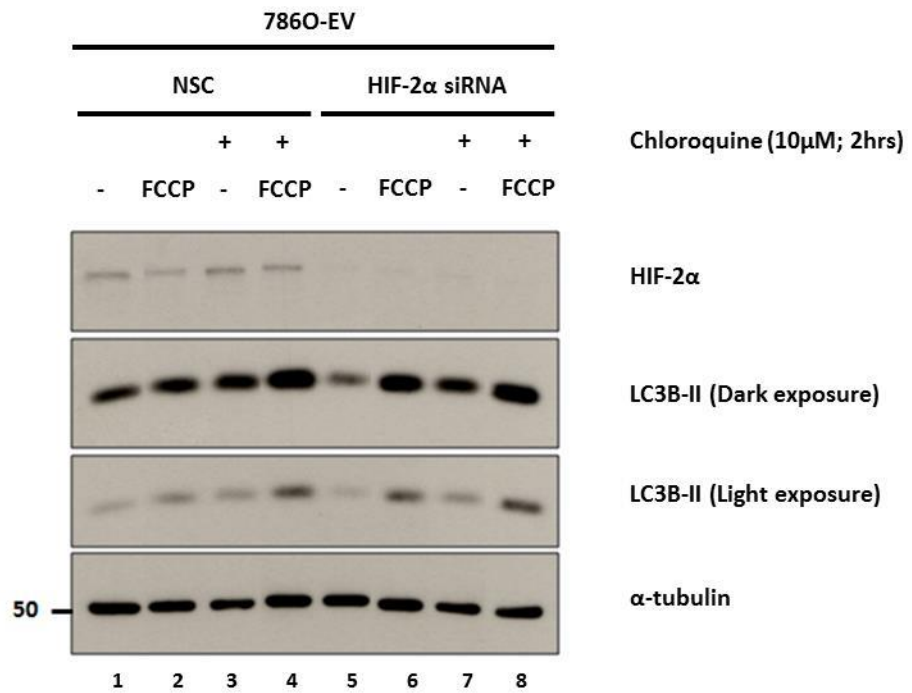 786O-EV
NSC HIF-2α siRNA
+ + + + Chloroquine (10µM; 2hrs)
- FCCP - FCCP - FCCP - FCCP
HIF-2α
LC3B-II (Dark exposure)
LC3B-II (Light exposure)
50 α-tubulin
1 2 3 4 5 6 7 8